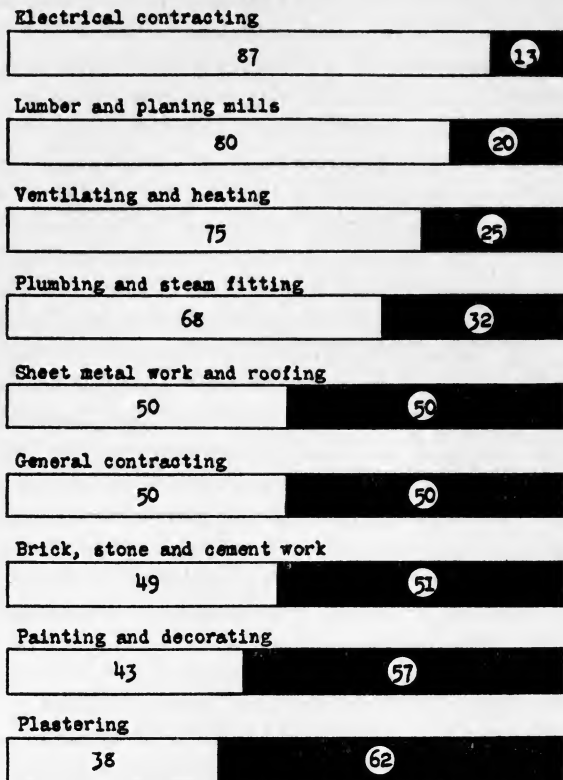 Electrical contracting
87 13
Lumber and planing mills
80 20
Ventilating and heating
75 25
Plumbing and steam fitting
68 32
Sheet metal work and roofing
50 50
General contracting
50 50
Brick, stone and cement work
49 51
Painting and decorating
43 57
Plastering
38 62